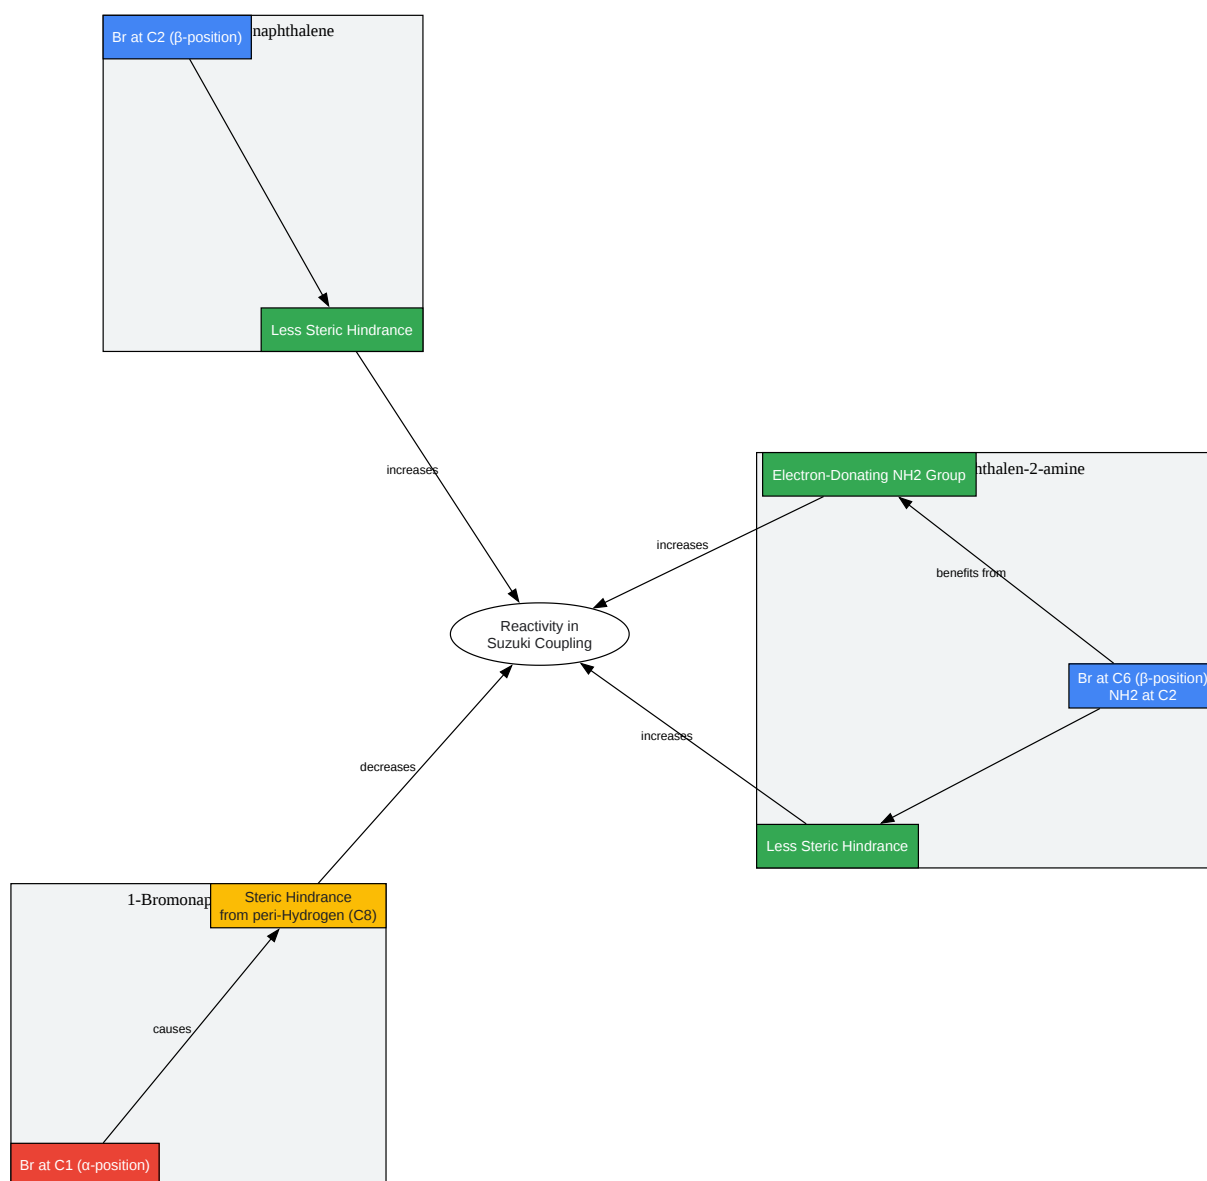 Br at C2 (β-position)
naphthalene
Less Steric Hindrance
increases
Electron-Donating NH2 Group
nthalen-2-amine
increases
benefits from
Reactivity in
Suzuki Coupling
Br at C6 (β-position)
NH2 at C2
increases
decreases
Less Steric Hindrance
1-Bromonap
Steric Hindrance
from peri-Hydrogen (C8)
causes
Br at C1 (α-position)